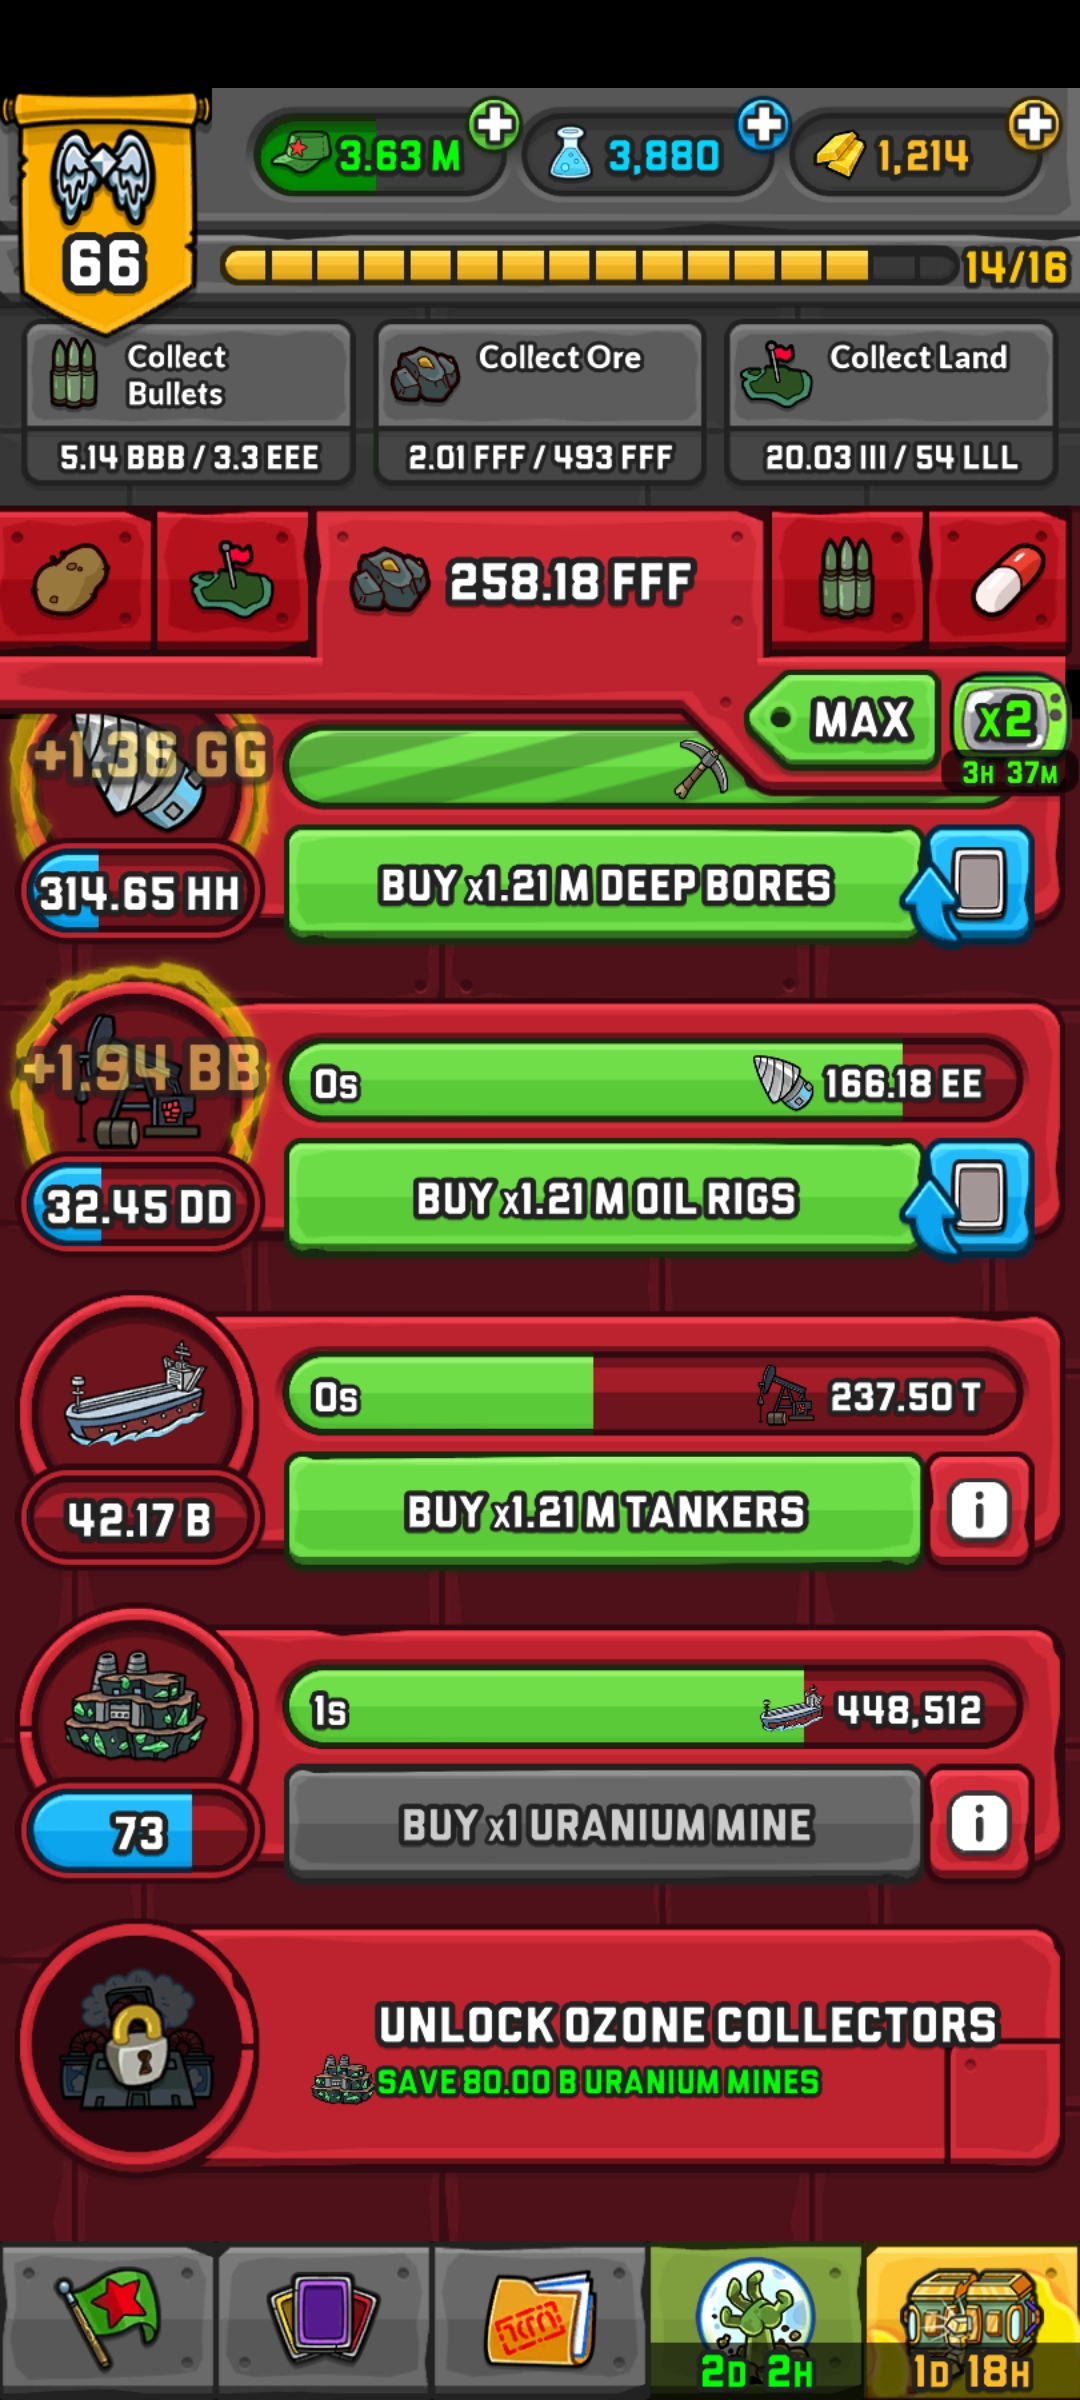 3.63 M
3,880
1,214
66
14/16
Collect
Bullets
Collect Ore
Collect Land
5.14 BBB / 3.3 EEE
2.01 FFF / 493 FFF
20.03 III / 54 LLL
258.18 FFF
MAX
x2
3H 37M
+1.36 GG
314.65 HH
BUY x1.21 M DEEP BORES
+1.94 BB
0s
166.18 EE
32.45 DD
BUY x1.21 M OIL RIGS
0s
237.50 T
42.17 B
BUY x1.21 M TANKERS
i
1s
448,512
73
BUY x1 URANIUM MINE
i
UNLOCK OZONE COLLECTORS
SAVE 80.00 B URANIUM MINES
2D 2H
1D 18H